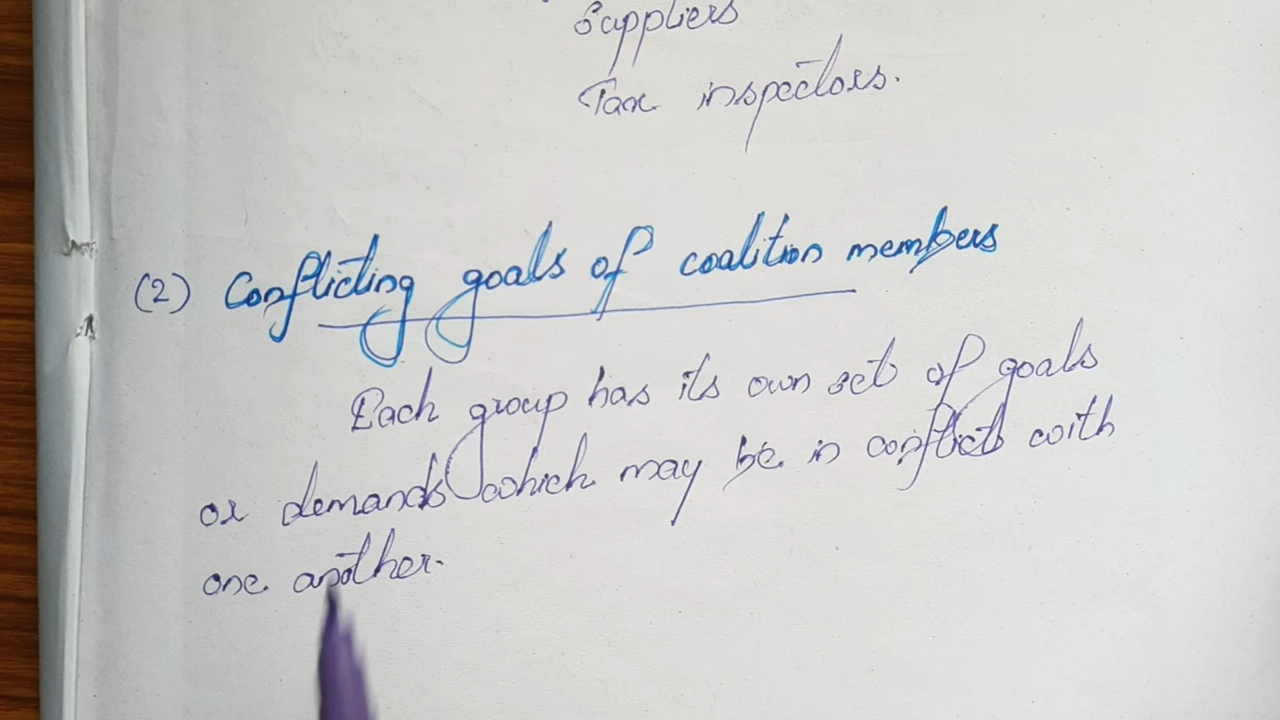 Suppliers
Tax inspectors.
(2) Conflicting goals of coalition members
Each group has its own set of goals
or demands which may be in conflict with
one another.